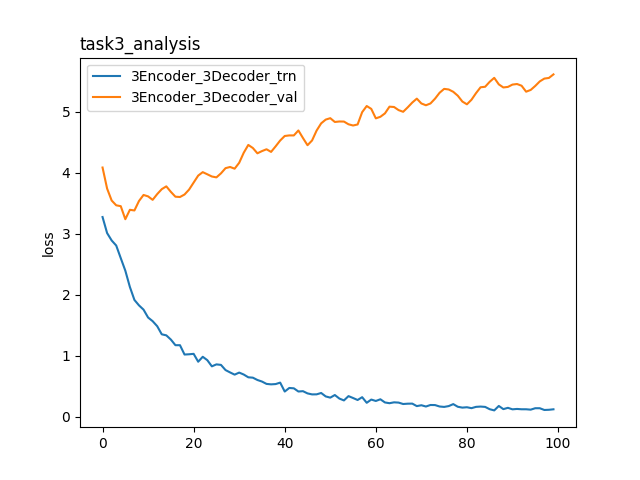 task3_analysis
3Encoder_3Decoder_trn
3Encoder_3Decoder_val
loss
5
4
3
2
1
0
0 20 40 60 80 100